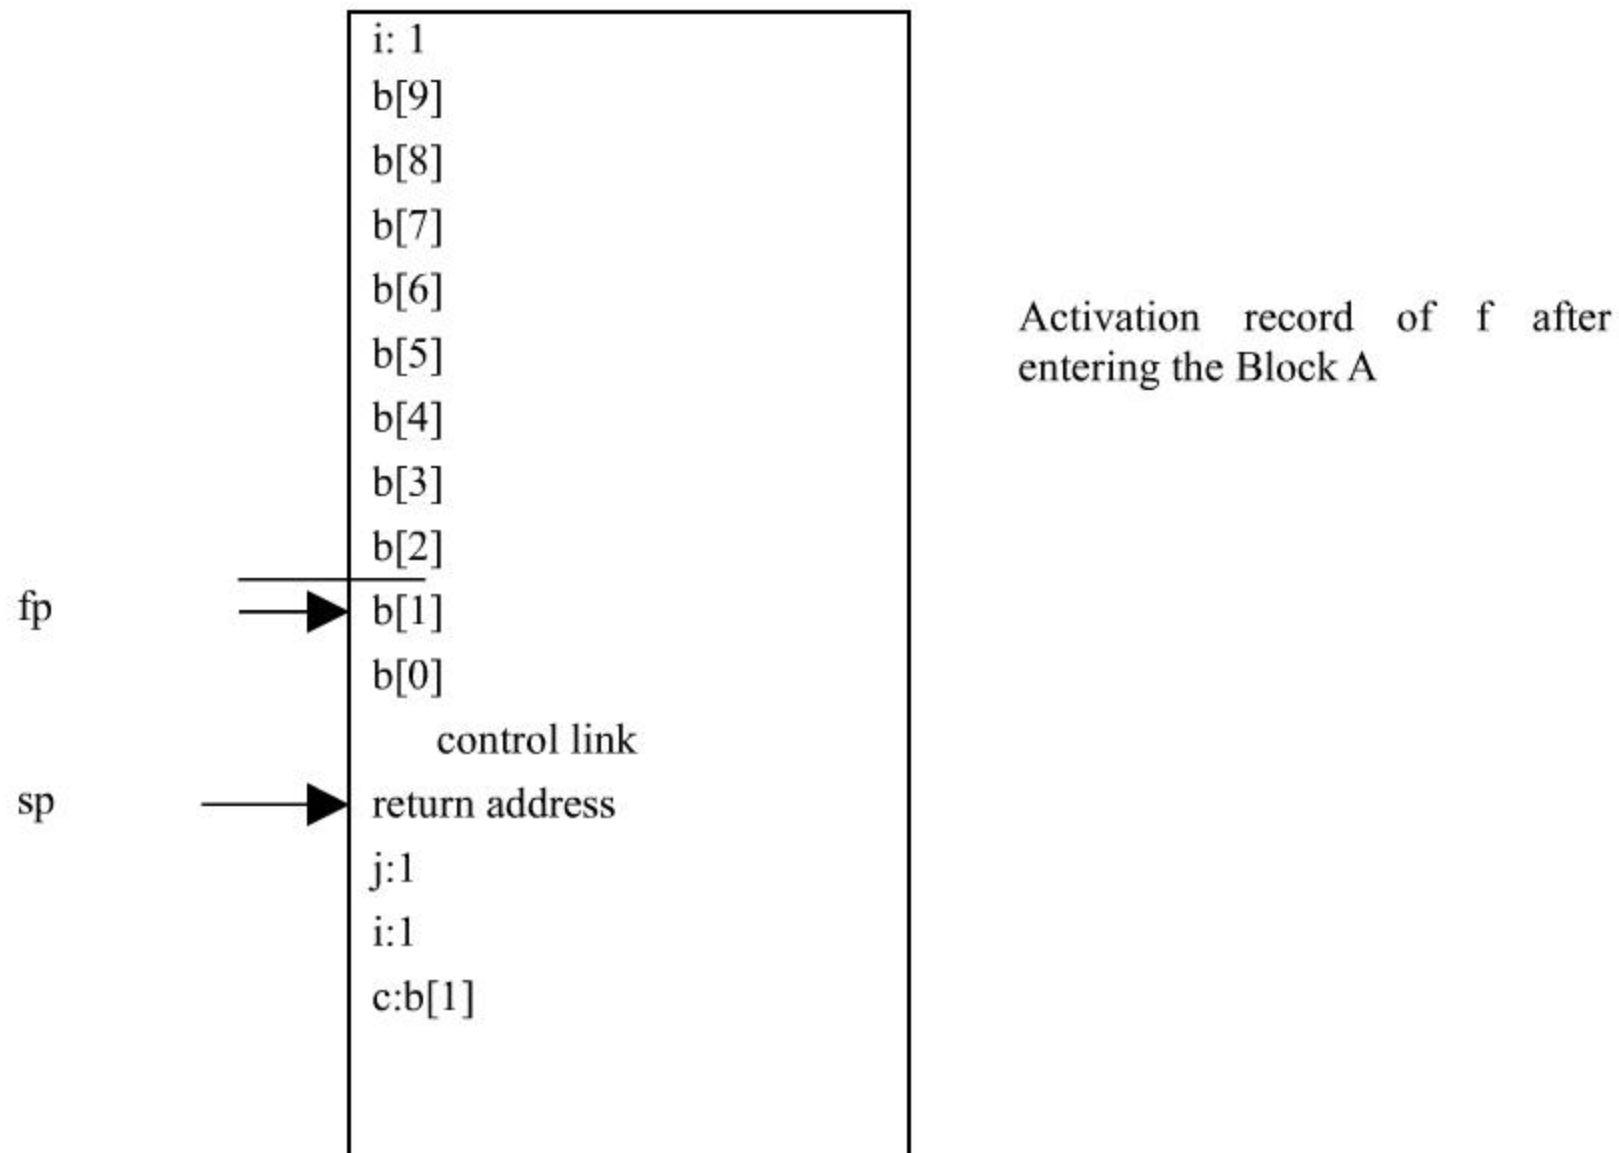 i: 1
b[9]
b[8]
b[7]
b[6]
b[5]
b[4]
b[3]
b[2]
fp
b[1]
b[0]
control link
sp
return address
j:1
i:1
c:b[1]
Activation record of f after
entering the Block A